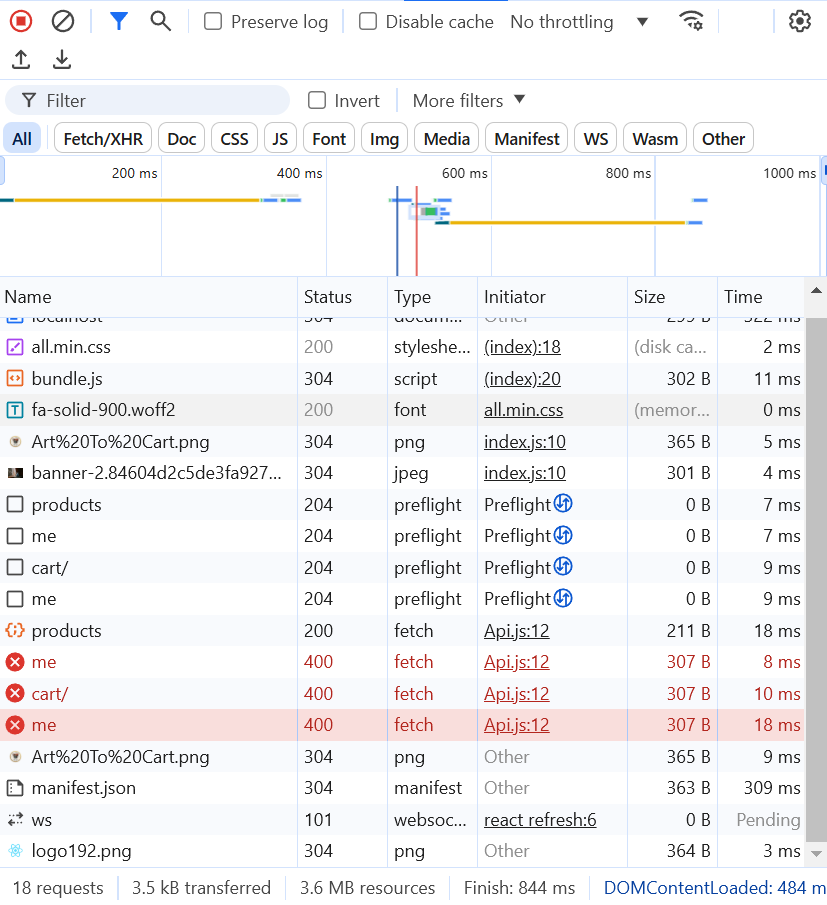 Preserve log Disable cache No throttling
Filter Invert More filters
All Fetch/XHR Doc CSS JS Font Img Media Manifest WS Wasm Other
200 ms 400 ms 600 ms 800 ms 1000 ms
Name Status Type Initiator Size Time
localhost 304 docum... Other 299 B 322 ms
all.min.css 200 styleshe... (index):18 (disk ca... 2 ms
bundle.js 304 script (index):20 302 B 11 ms
fa-solid-900.woff2 200 font all.min.css (memor... 0 ms
Art%20To%20Cart.png 304 png index.js:10 365 B 5 ms
banner-2.84604d2c5de3fa927... 304 jpeg index.js:10 301 B 4 ms
products 204 preflight Preflight 0 B 7 ms
me 204 preflight Preflight 0 B 7 ms
cart/ 204 preflight Preflight 0 B 9 ms
me 204 preflight Preflight 0 B 9 ms
products 200 fetch Api.js:12 211 B 18 ms
me 400 fetch Api.js:12 307 B 8 ms
cart/ 400 fetch Api.js:12 307 B 10 ms
me 400 fetch Api.js:12 307 B 18 ms
Art%20To%20Cart.png 304 png Other 365 B 9 ms
manifest.json 304 manifest Other 363 B 309 ms
ws 101 websoc... react refresh:6 0 B Pending
logo192.png 304 png Other 364 B 3 ms
18 requests 3.5 kB transferred 3.6 MB resources Finish: 844 ms DOMContentLoaded: 484 m